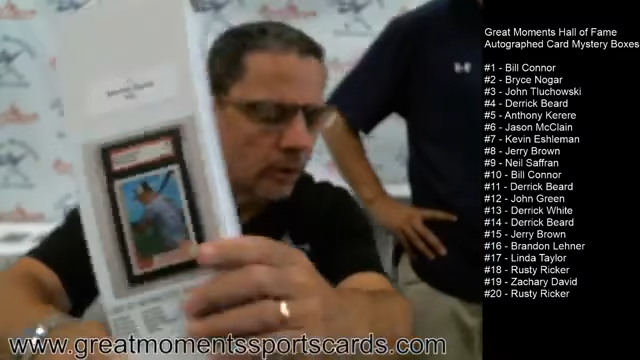 Great Moments Hall of Fame
Autographed Card Mystery Boxes
#1 - Bill Connor
#2 - Bryce Nogar
#3 - John Tluchowski
#4 - Derrick Beard
#5 - Anthony Kerere
#6 - Jason McClain
#7 - Kevin Eshleman
#8 - Jerry Brown
#9 - Neil Saffran
#10 - Bill Connor
#11 - Derrick Beard
#12 - John Green
#13 - Derrick White
#14 - Derrick Beard
#15 - Jerry Brown
#16 - Brandon Lehner
#17 - Linda Taylor
#18 - Rusty Ricker
#19 - Zachary David
#20 - Rusty Ricker
www.greatmomentssportscards.com